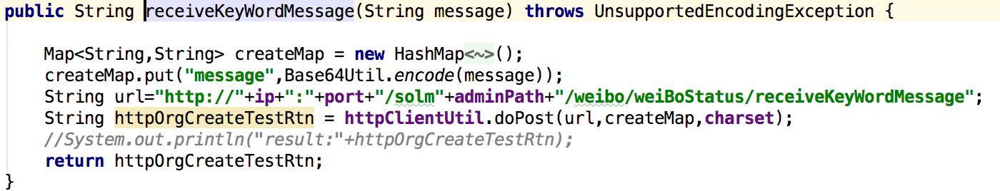 public String receiveKeyWordMessage(String message) throws UnsupportedEncodingException {
Map<String,String> createMap = new HashMap<~>();
createMap.put("message",Base64Util.encode(message));
String url="http://"+ip+":"+port+"/solm"+adminPath+"/weibo/weiBoStatus/receiveKeyWordMessage";
String httpOrgCreateTestRtn = httpClientUtil.doPost(url,createMap,charset);
//System.out.println("result:"+httpOrgCreateTestRtn);
return httpOrgCreateTestRtn;
}